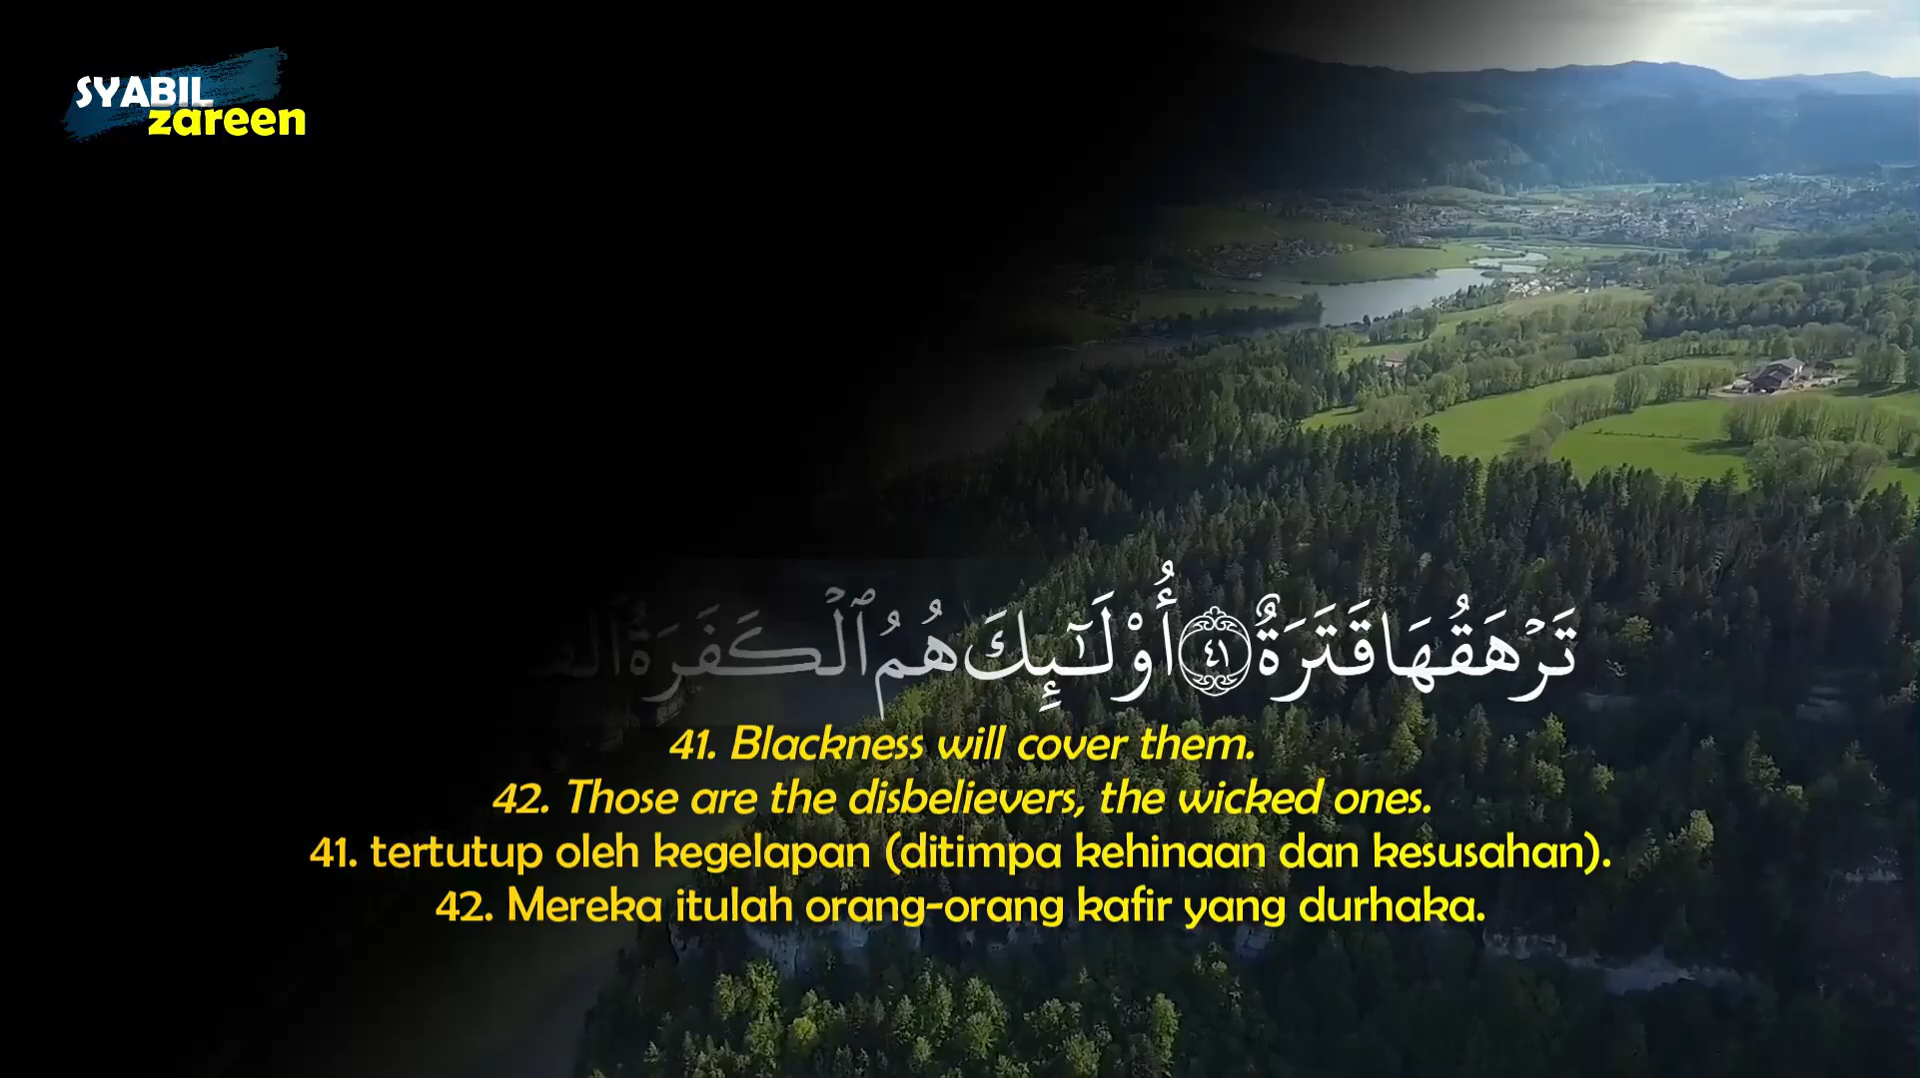 SYABIL
zareen
تَرْهَقُهَا قَتَرَةٌ ٤١ أُو۟لَـٰٓئِكَ هُمُ ٱلْكَفَرَةُ
41. Blackness will cover them.
42. Those are the disbelievers, the wicked ones.
41. tertutup oleh kegelapan (ditimpa kehinaan dan kesusahan).
42. Mereka itulah orang-orang kafir yang durhaka.